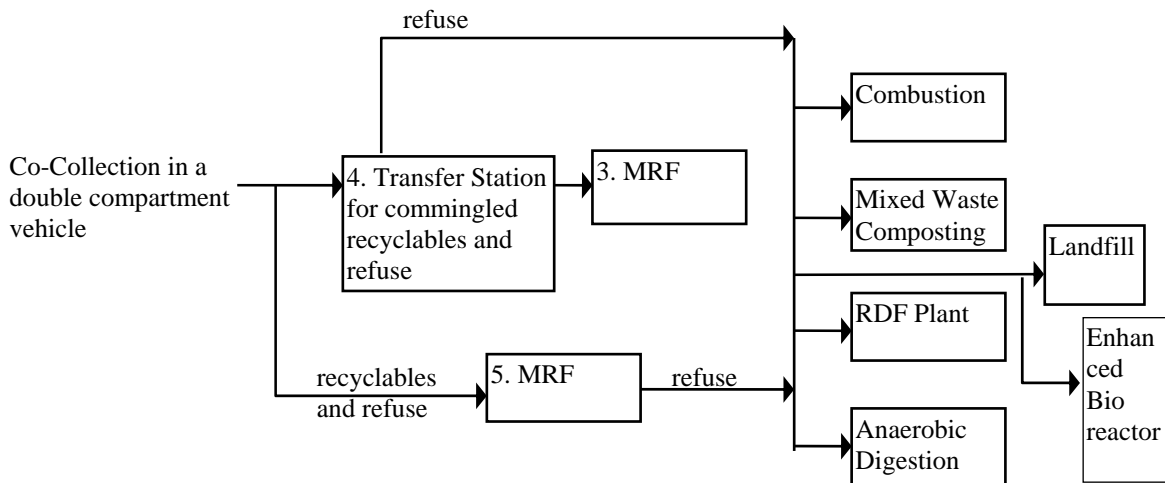 refuse
Combustion
Co-Collection in a
double compartment
vehicle
4. Transfer Station
for commingled
recyclables and
refuse
3. MRF
Mixed Waste
Composting
Landfill
RDF Plant
Enhan
ced
Bio
reactor
recyclables
and refuse
5. MRF
refuse
Anaerobic
Digestion